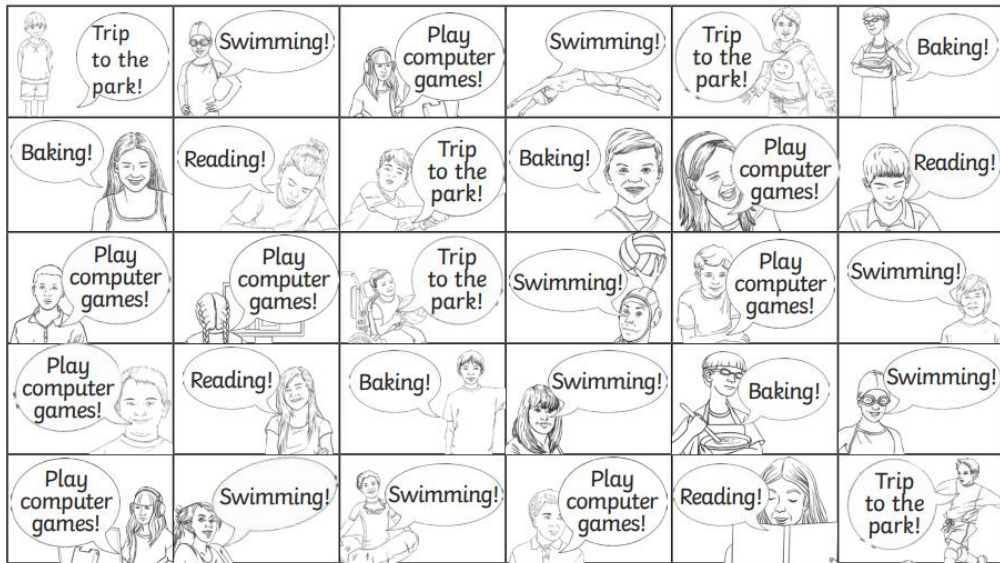 Trip
to the
park!
Swimming!
Play
computer
games!
Swimming!
Trip
to the
park!
Baking!
Baking!
Reading!
Trip
to the
park!
Baking!
Play
computer
games!
Reading!
Play
computer
games!
Play
computer
games!
Trip
to the
park!
Swimming!
Play
computer
games!
Swimming!
Play
computer
games!
Reading!
Baking!
Swimming!
Baking!
Swimming!
Play
computer
games!
Swimming!
Swimming!
Play
computer
games!
Reading!
Trip
to the
park!